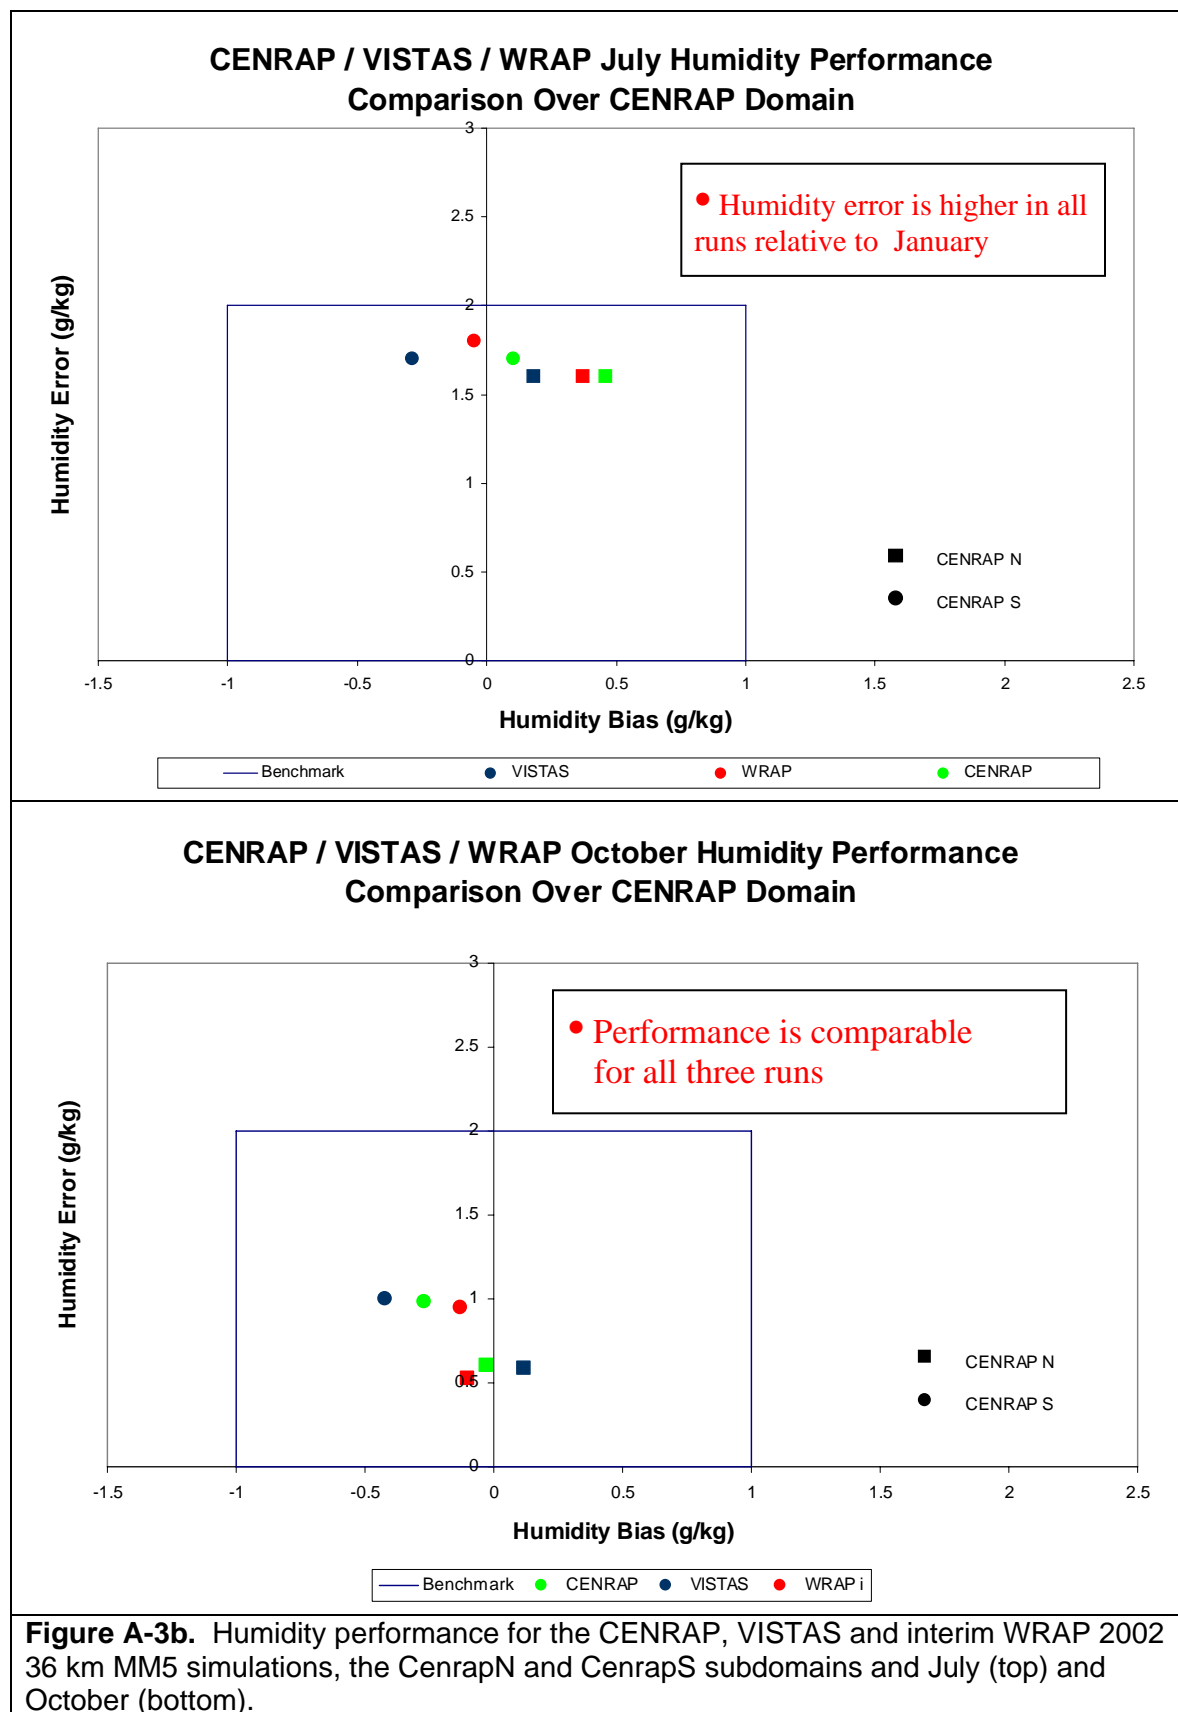 CENRAP / VISTAS / WRAP July Humidity Performance
Comparison Over CENRAP Domain
3
2.5
2
1.5
1
0.5
0
Humidity Error (g/kg)
• Humidity error is higher in all
runs relative to January
CENRAP N
CENRAP S
-1.5 -1 -0.5 0 0.5 1 1.5 2 2.5
Humidity Bias (g/kg)
Benchmark VISTAS WRAP CENRAP
CENRAP / VISTAS / WRAP October Humidity Performance
Comparison Over CENRAP Domain
3
2.5
2
1.5
1
0.5
0
Humidity Error (g/kg)
• Performance is comparable
for all three runs
CENRAP N
CENRAP S
-1.5 -1 -0.5 0 0.5 1 1.5 2 2.5
Humidity Bias (g/kg)
Benchmark CENRAP VISTAS WRAP i
Figure A-3b. Humidity performance for the CENRAP, VISTAS and interim WRAP 2002
36 km MM5 simulations, the CenrapN and CenrapS subdomains and July (top) and
October (bottom).